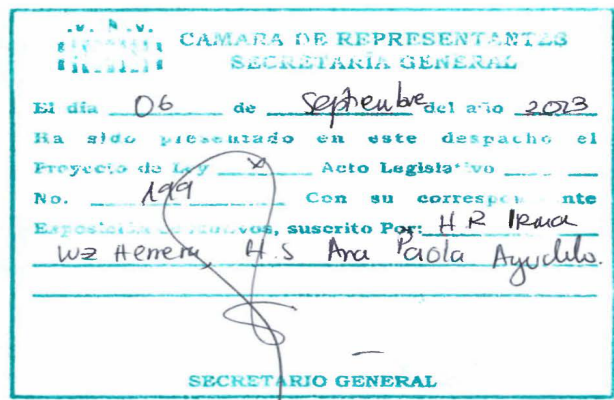 CAMARA DE REPRESENTANTES
SECRETARÍA GENERAL
El día 06 de Septiembre del año 2023
Ha sido presentado en este despacho el
Proyecto de Ley X Acto Legislativo
No. 199 Con su correspondiente
Exposición de Motivos, suscrito Por: H.R Irma
Luz Herrera, H.S Ana Paola Agudelo.
SECRETARIO GENERAL